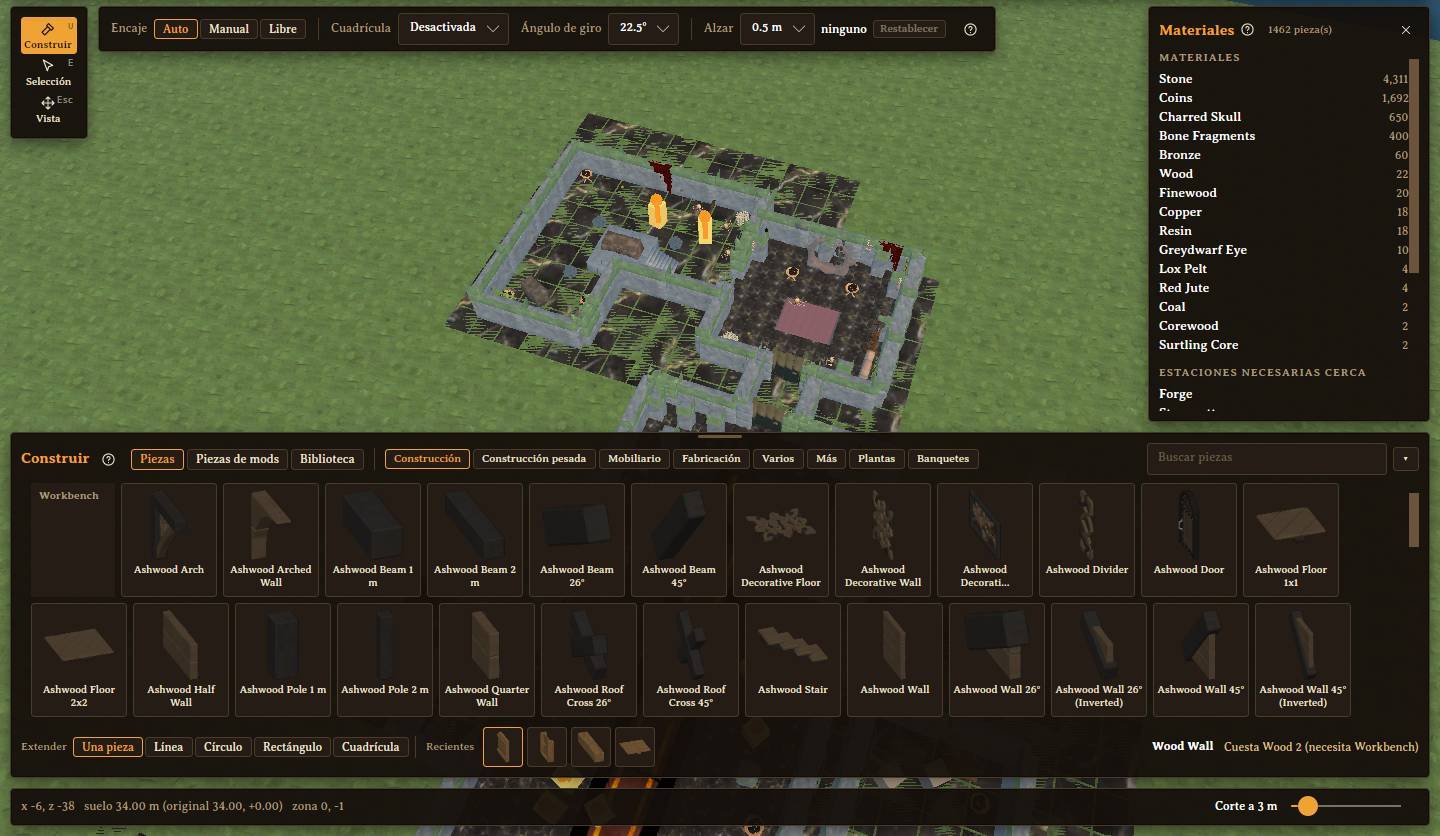 U
Construir
E
Selección
Esc
Vista
Encaje Auto Manual Libre Cuadrícula Desactivada Ángulo de giro 22.5° Alzar 0.5 m ninguno Restablecer
Materiales 1462 pieza(s)
MATERIALES
Stone 4,311
Coins 1,692
Charred Skull 650
Bone Fragments 400
Bronze 60
Wood 22
Finewood 20
Copper 18
Resin 18
Greydwarf Eye 10
Lox Pelt 4
Red Jute 4
Coal 2
Corewood 2
Surtling Core 2
ESTACIONES NECESARIAS CERCA
Forge
Construir Piezas Piezas de mods Biblioteca Construcción Construcción pesada Mobiliario Fabricación Varios Más Plantas Banquetes Buscar piezas
Workbench
Ashwood Arch
Ashwood Arched
Wall
Ashwood Beam 1
m
Ashwood Beam 2
m
Ashwood Beam
26°
Ashwood Beam
45°
Ashwood
Decorative Floor
Ashwood
Decorative Wall
Ashwood
Decorati...
Ashwood Divider
Ashwood Door
Ashwood Floor
1x1
Ashwood Floor
2x2
Ashwood Half
Wall
Ashwood Pole 1 m
Ashwood Pole 2 m
Ashwood Quarter
Wall
Ashwood Roof
Cross 26°
Ashwood Roof
Cross 45°
Ashwood Stair
Ashwood Wall
Ashwood Wall 26°
Ashwood Wall 26°
(Inverted)
Ashwood Wall 45°
Ashwood Wall 45°
(Inverted)
Extender Una pieza Línea Círculo Rectángulo Cuadrícula Recientes Wood Wall Cuesta Wood 2 (necesita Workbench)
x -6, z -38 suelo 34.00 m (original 34.00, +0.00) zona 0, -1 Corte a 3 m